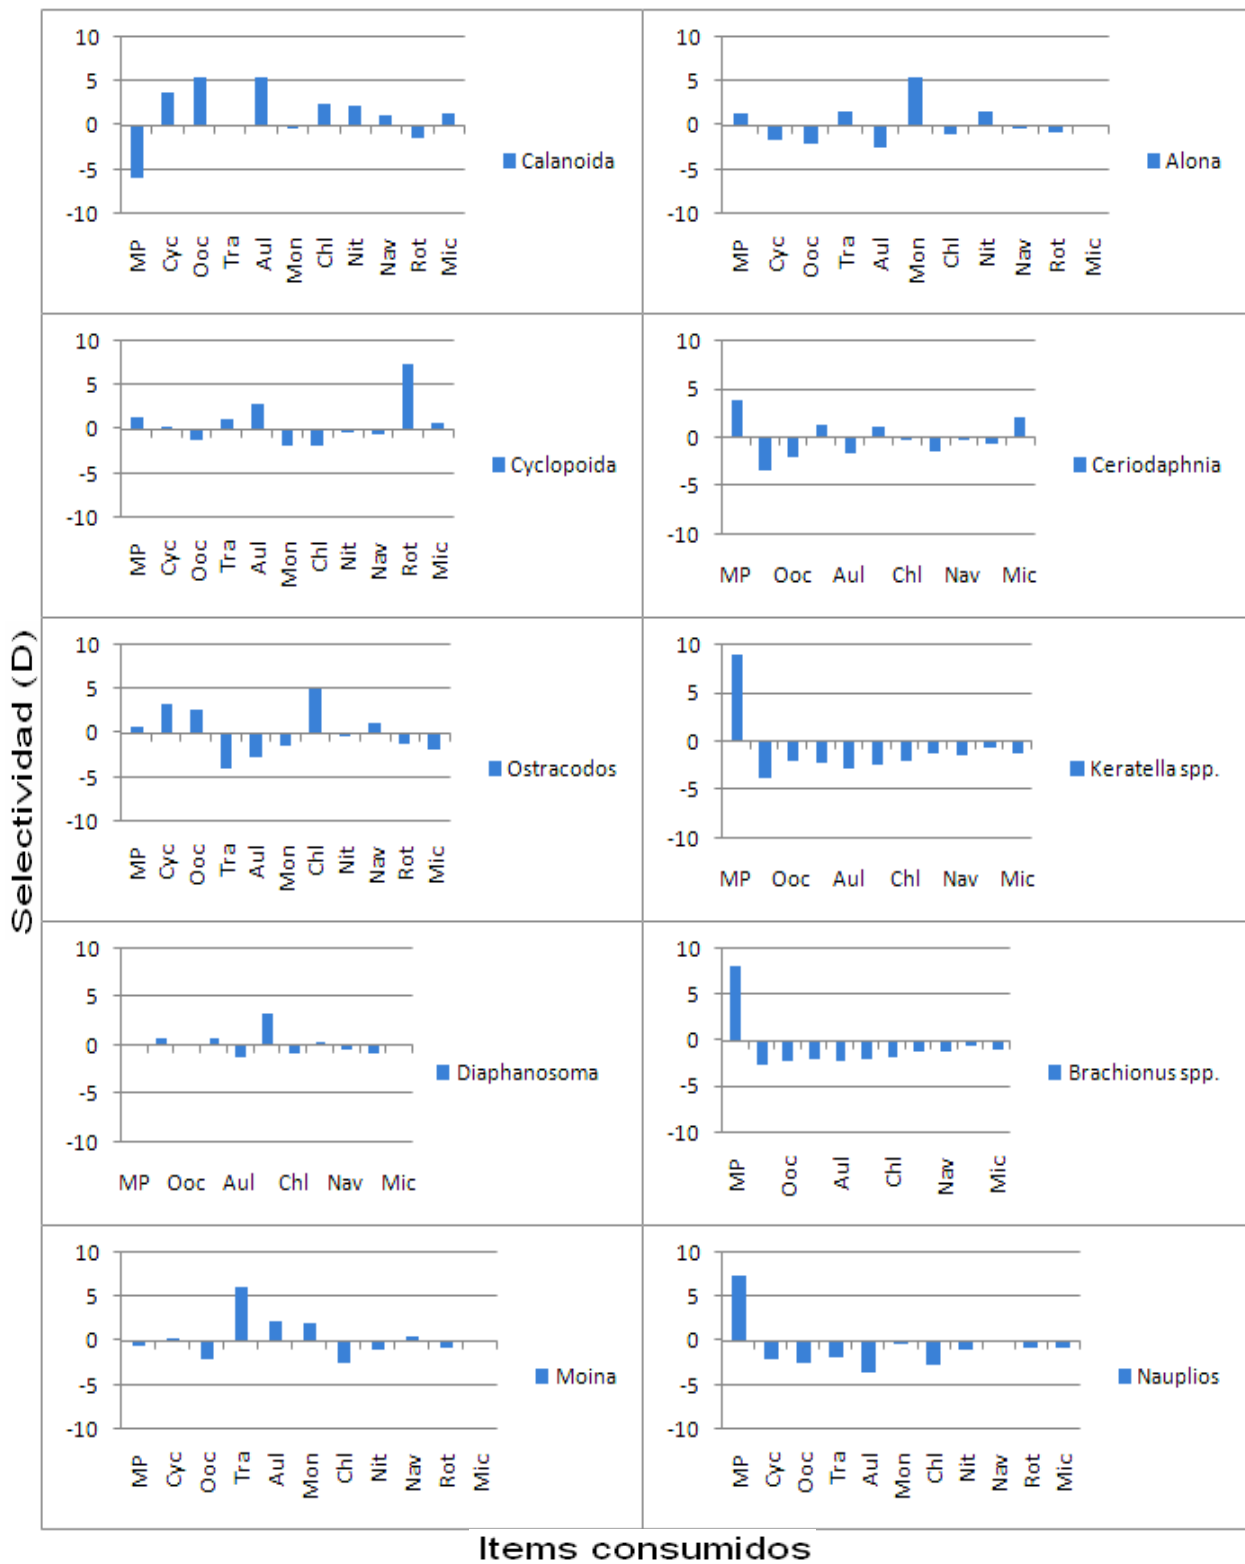 Selectividad (D)
10
5
0
-5
-10
MP Cyc Ooc Tra Aul Mon Chl Nit Nav Rot Mic
Calanoida
10
5
0
-5
-10
MP Cyc Ooc Tra Aul Mon Chl Nit Nav Rot Mic
Alona
10
5
0
-5
-10
MP Cyc Ooc Tra Aul Mon Chl Nit Nav Rot Mic
Cyclopoida
10
5
0
-5
-10
MP Ooc Aul Chl Nav Mic
Ceriodaphnia
10
5
0
-5
-10
MP Cyc Ooc Tra Aul Mon Chl Nit Nav Rot Mic
Ostracodos
10
5
0
-5
-10
MP Ooc Aul Chl Nav Mic
Keratella spp.
10
5
0
-5
-10
MP Ooc Aul Chl Nav Mic
Diaphanosoma
10
5
0
-5
-10
MP Ooc Aul Chl Nav Mic
Brachionus spp.
10
5
0
-5
-10
MP Cyc Ooc Tra Aul Mon Chl Nit Nav Rot Mic
Moina
10
5
0
-5
-10
MP Cyc Ooc Tra Aul Mon Chl Nit Nav Rot Mic
Nauplios
Items consumidos